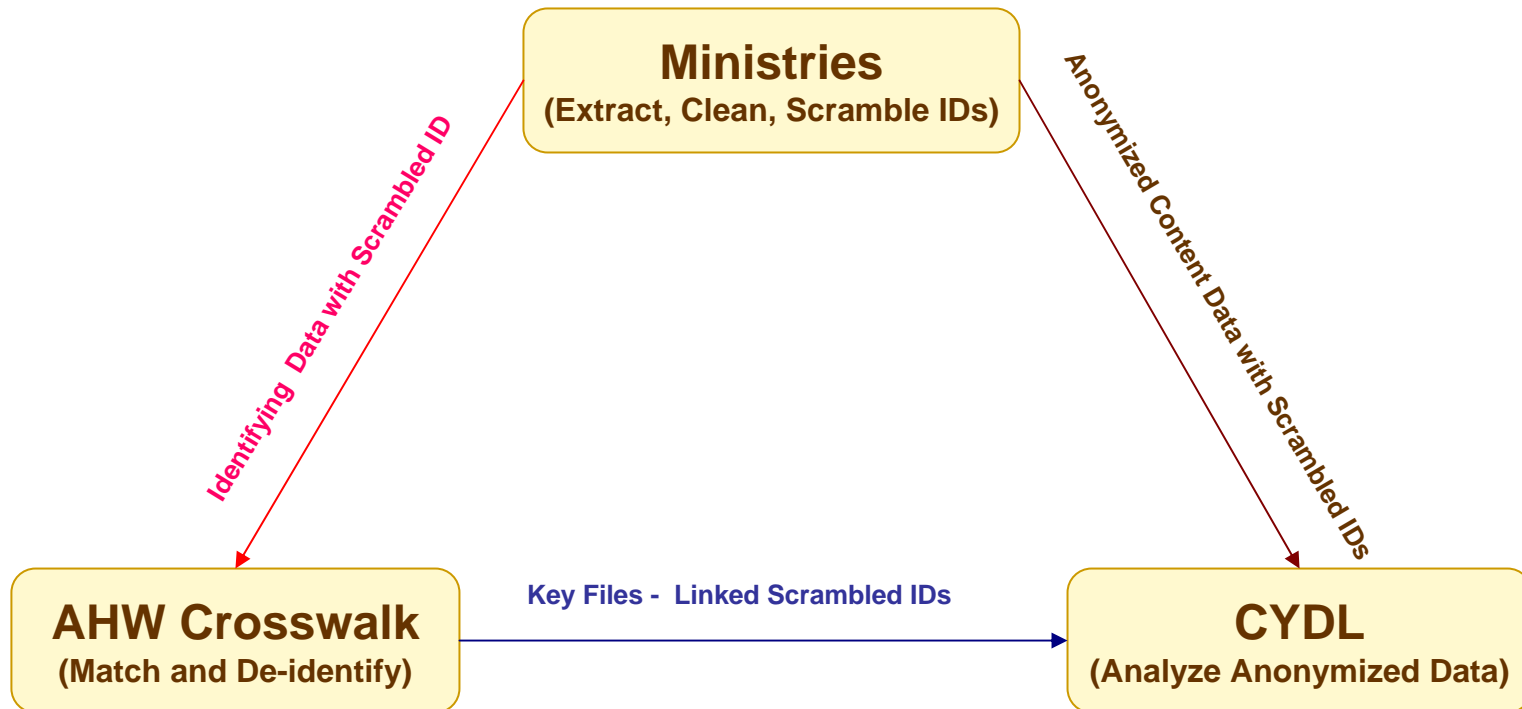 Ministries
(Extract, Clean, Scramble IDs)
Identifying Data with Scrambled ID
Anonymized Content Data with Scrambled IDs
Key Files - Linked Scrambled IDs
AHW Crosswalk
(Match and De-identify)
CYDL
(Analyze Anonymized Data)